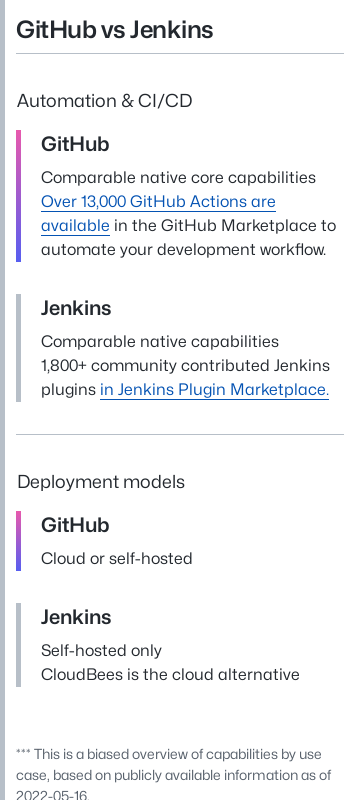 GitHub vs Jenkins
Automation & CI/CD
GitHub
Comparable native core capabilities
Over 13,000 GitHub Actions are
available in the GitHub Marketplace to
automate your development workflow.
Jenkins
Comparable native capabilities
1,800+ community contributed Jenkins
plugins in Jenkins Plugin Marketplace.
Deployment models
GitHub
Cloud or self-hosted
Jenkins
Self-hosted only
CloudBees is the cloud alternative
*** This is a biased overview of capabilities by use
case, based on publicly available information as of
2022-05-16.